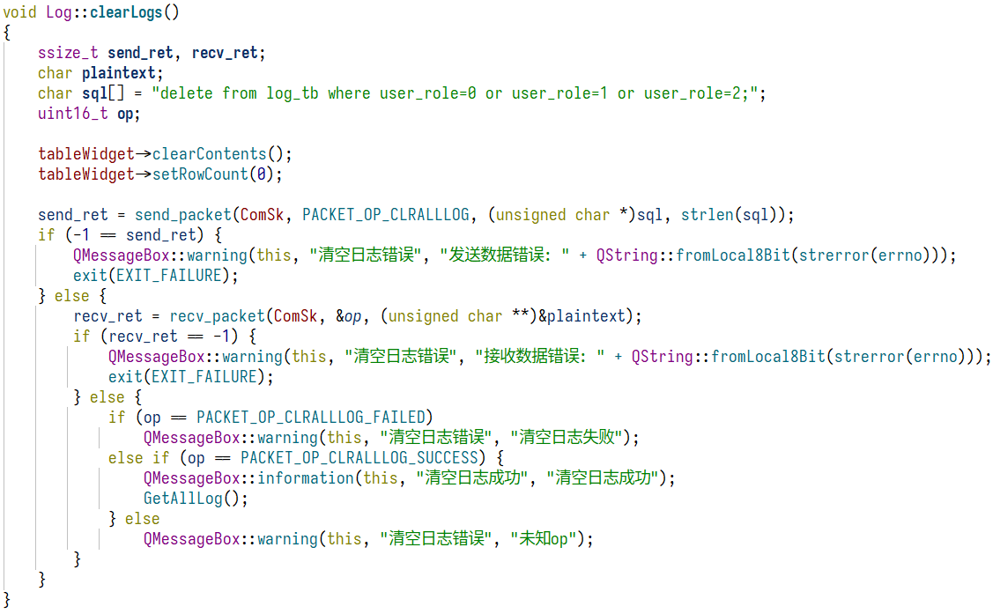 void Log::clearLogs()
{
    ssize_t send_ret, recv_ret;
    char plaintext;
    char sql[] = "delete from log_tb where user_role=0 or user_role=1 or user_role=2;";
    uint16_t op;

    tableWidget->clearContents();
    tableWidget->setRowCount(0);

    send_ret = send_packet(ComSk, PACKET_OP_CLRALLLOG, (unsigned char *)sql, strlen(sql));
    if (-1 == send_ret) {
        QMessageBox::warning(this, "清空日志错误", "发送数据错误: " + QString::fromLocal8Bit(strerror(errno)));
        exit(EXIT_FAILURE);
    } else {
        recv_ret = recv_packet(ComSk, &op, (unsigned char **)&plaintext);
        if (recv_ret == -1) {
            QMessageBox::warning(this, "清空日志错误", "接收数据错误: " + QString::fromLocal8Bit(strerror(errno)));
            exit(EXIT_FAILURE);
        } else {
            if (op == PACKET_OP_CLRALLLOG_FAILED)
                QMessageBox::warning(this, "清空日志错误", "清空日志失败");
            else if (op == PACKET_OP_CLRALLLOG_SUCCESS) {
                QMessageBox::information(this, "清空日志成功", "清空日志成功");
                GetAllLog();
            } else
                QMessageBox::warning(this, "清空日志错误", "未知op");
        }
    }
}